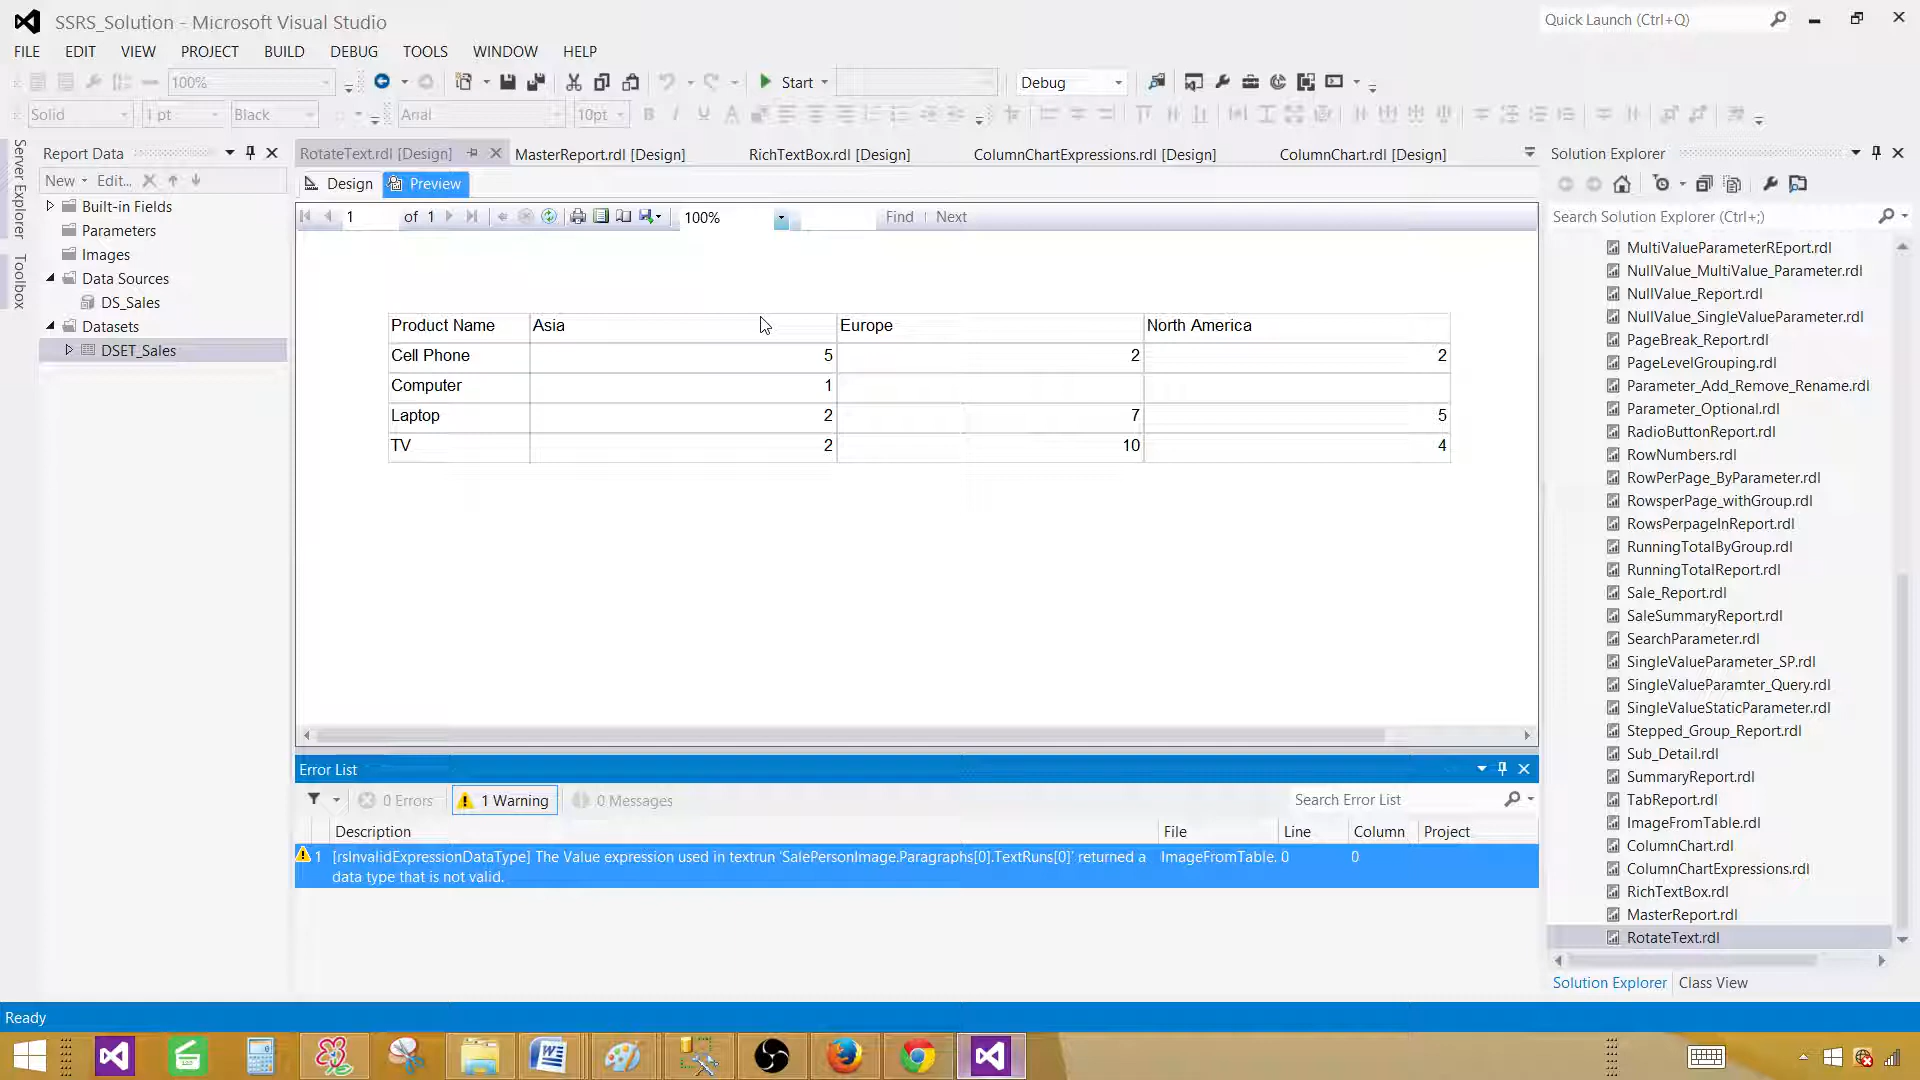 SSRS_Solution - Microsoft Visual Studio
Quick Launch (Ctrl+Q)
FILE EDIT VIEW PROJECT BUILD DEBUG TOOLS WINDOW HELP
100% Start Debug
Solid 1 pt Black Arial 10pt
Server Explorer
Toolbox
Report Data
New Edit...
Built-in Fields
Parameters
Images
Data Sources
DS_Sales
Datasets
DSET_Sales
RotateText.rdl [Design] MasterReport.rdl [Design] RichTextBox.rdl [Design] ColumnChartExpressions.rdl [Design] ColumnChart.rdl [Design]
Design Preview
1 of 1 100% Find Next
Product Name Asia Europe North America
Cell Phone 5 2 2
Computer 1
Laptop 2 7 5
TV 2 10 4
Error List
0 Errors 1 Warning 0 Messages Search Error List
Description File Line Column Project
1 [rsInvalidExpressionDataType] The Value expression used in textrun 'SalePersonImage.Paragraphs[0].TextRuns[0]' returned a ImageFromTable. 0 0
data type that is not valid.
Solution Explorer
Search Solution Explorer (Ctrl+;)
MultiValueParameterREport.rdl
NullValue_MultiValue_Parameter.rdl
NullValue_Report.rdl
NullValue_SingleValueParameter.rdl
PageBreak_Report.rdl
PageLevelGrouping.rdl
Parameter_Add_Remove_Rename.rdl
Parameter_Optional.rdl
RadioButtonReport.rdl
RowNumbers.rdl
RowPerPage_ByParameter.rdl
RowsperPage_withGroup.rdl
RowsPerpageInReport.rdl
RunningTotalByGroup.rdl
RunningTotalReport.rdl
Sale_Report.rdl
SaleSummaryReport.rdl
SearchParameter.rdl
SingleValueParameter_SP.rdl
SingleValueParamter_Query.rdl
SingleValueStaticParameter.rdl
Stepped_Group_Report.rdl
Sub_Detail.rdl
SummaryReport.rdl
TabReport.rdl
ImageFromTable.rdl
ColumnChart.rdl
ColumnChartExpressions.rdl
RichTextBox.rdl
MasterReport.rdl
RotateText.rdl
Solution Explorer Class View
Ready